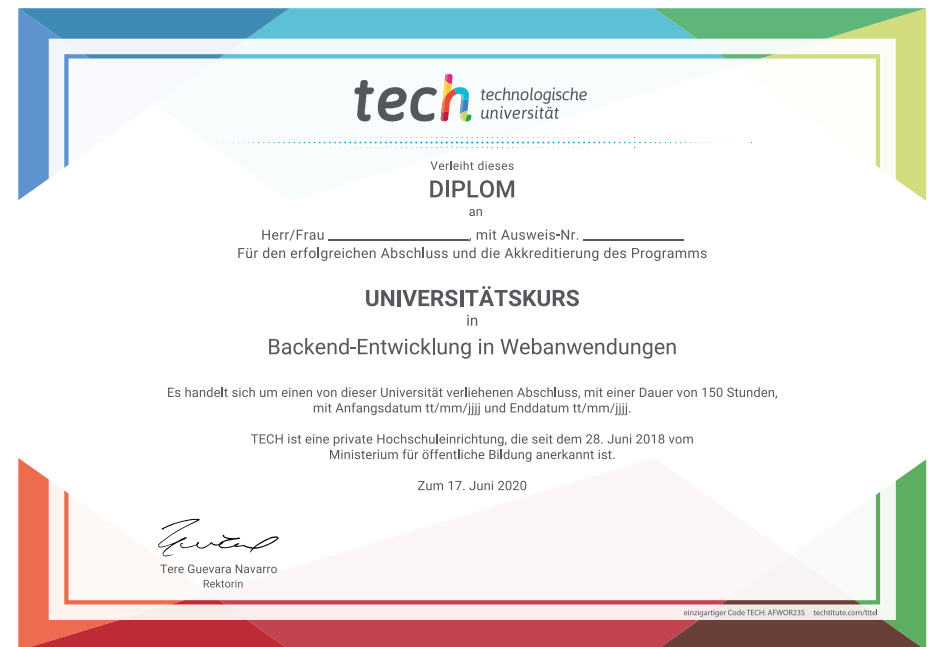 tech technologische
universität
Verleiht dieses
DIPLOM
an
Herr/Frau ____________________, mit Ausweis-Nr. ______________
Für den erfolgreichen Abschluss und die Akkreditierung des Programms
UNIVERSITÄTSKURS
in
Backend-Entwicklung in Webanwendungen
Es handelt sich um einen von dieser Universität verliehenen Abschluss, mit einer Dauer von 150 Stunden,
mit Anfangsdatum tt/mm/jjjj und Enddatum tt/mm/jjjj.
TECH ist eine private Hochschuleinrichtung, die seit dem 28. Juni 2018 vom
Ministerium für öffentliche Bildung anerkannt ist.
Zum 17. Juni 2020
Tere Guevara Navarro
Rektorin
einzigartiger Code TECH: AFWOR23S techtitute.com/titel